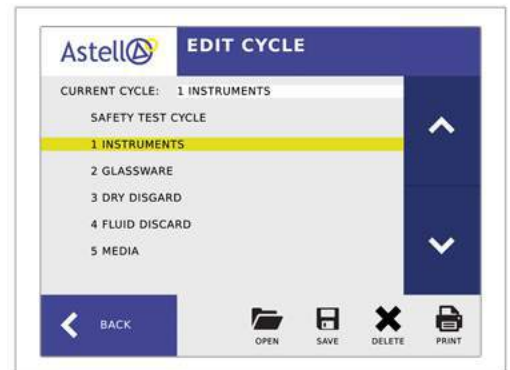 Astell
EDIT CYCLE
CURRENT CYCLE: 1 INSTRUMENTS
SAFETY TEST CYCLE
1 INSTRUMENTS
2 GLASSWARE
3 DRY DISGARD
4 FLUID DISCARD
5 MEDIA
BACK
OPEN
SAVE
DELETE
PRINT